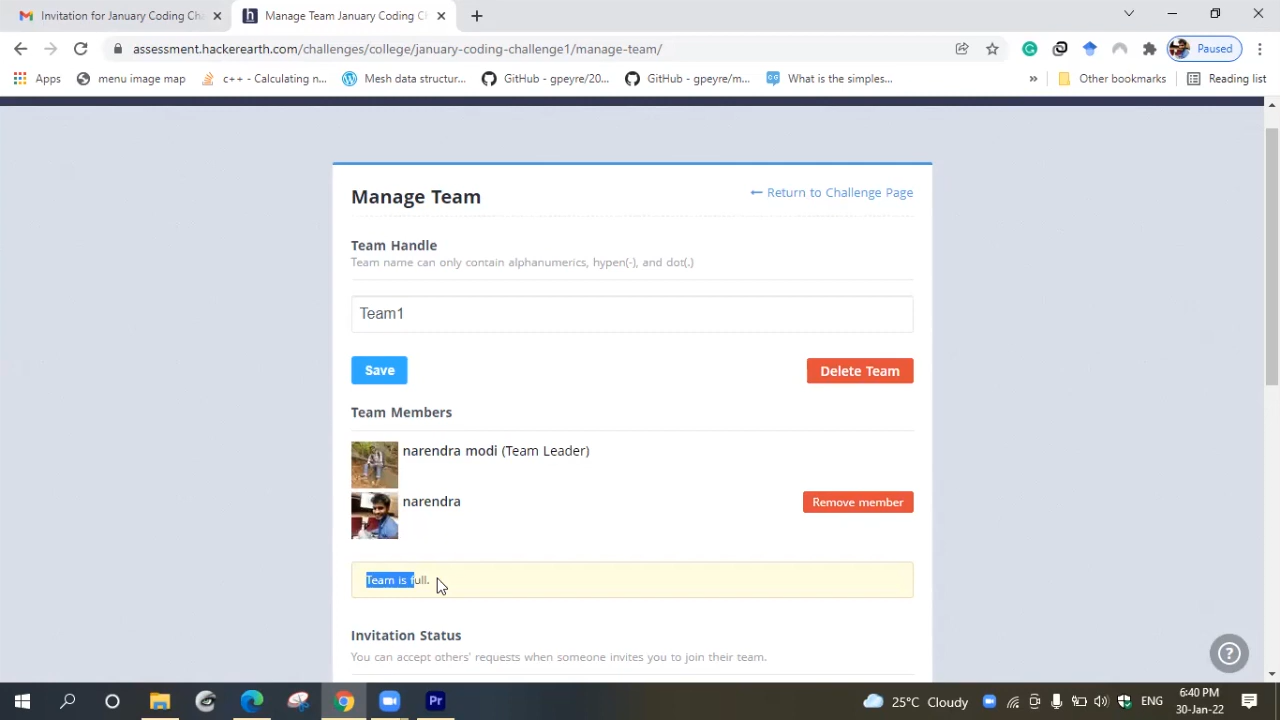 Invitation for January Coding Cha
Manage Team January Coding C
assessment.hackerearth.com/challenges/college/january-coding-challenge1/manage-team/
Paused
Apps
menu image map
c++ - Calculating n...
Mesh data structur...
GitHub - gpeyre/20...
GitHub - gpeyre/m...
What is the simples...
»
Other bookmarks
Reading list
Manage Team
← Return to Challenge Page
Team Handle
Team name can only contain alphanumerics, hypen(-), and dot(.)
Team1
Save
Delete Team
Team Members
narendra modi (Team Leader)
narendra
Remove member
Team is full.
Invitation Status
You can accept others' requests when someone invites you to join their team.
?
Pr
25°C Cloudy
ENG
6:40 PM
30-Jan-22